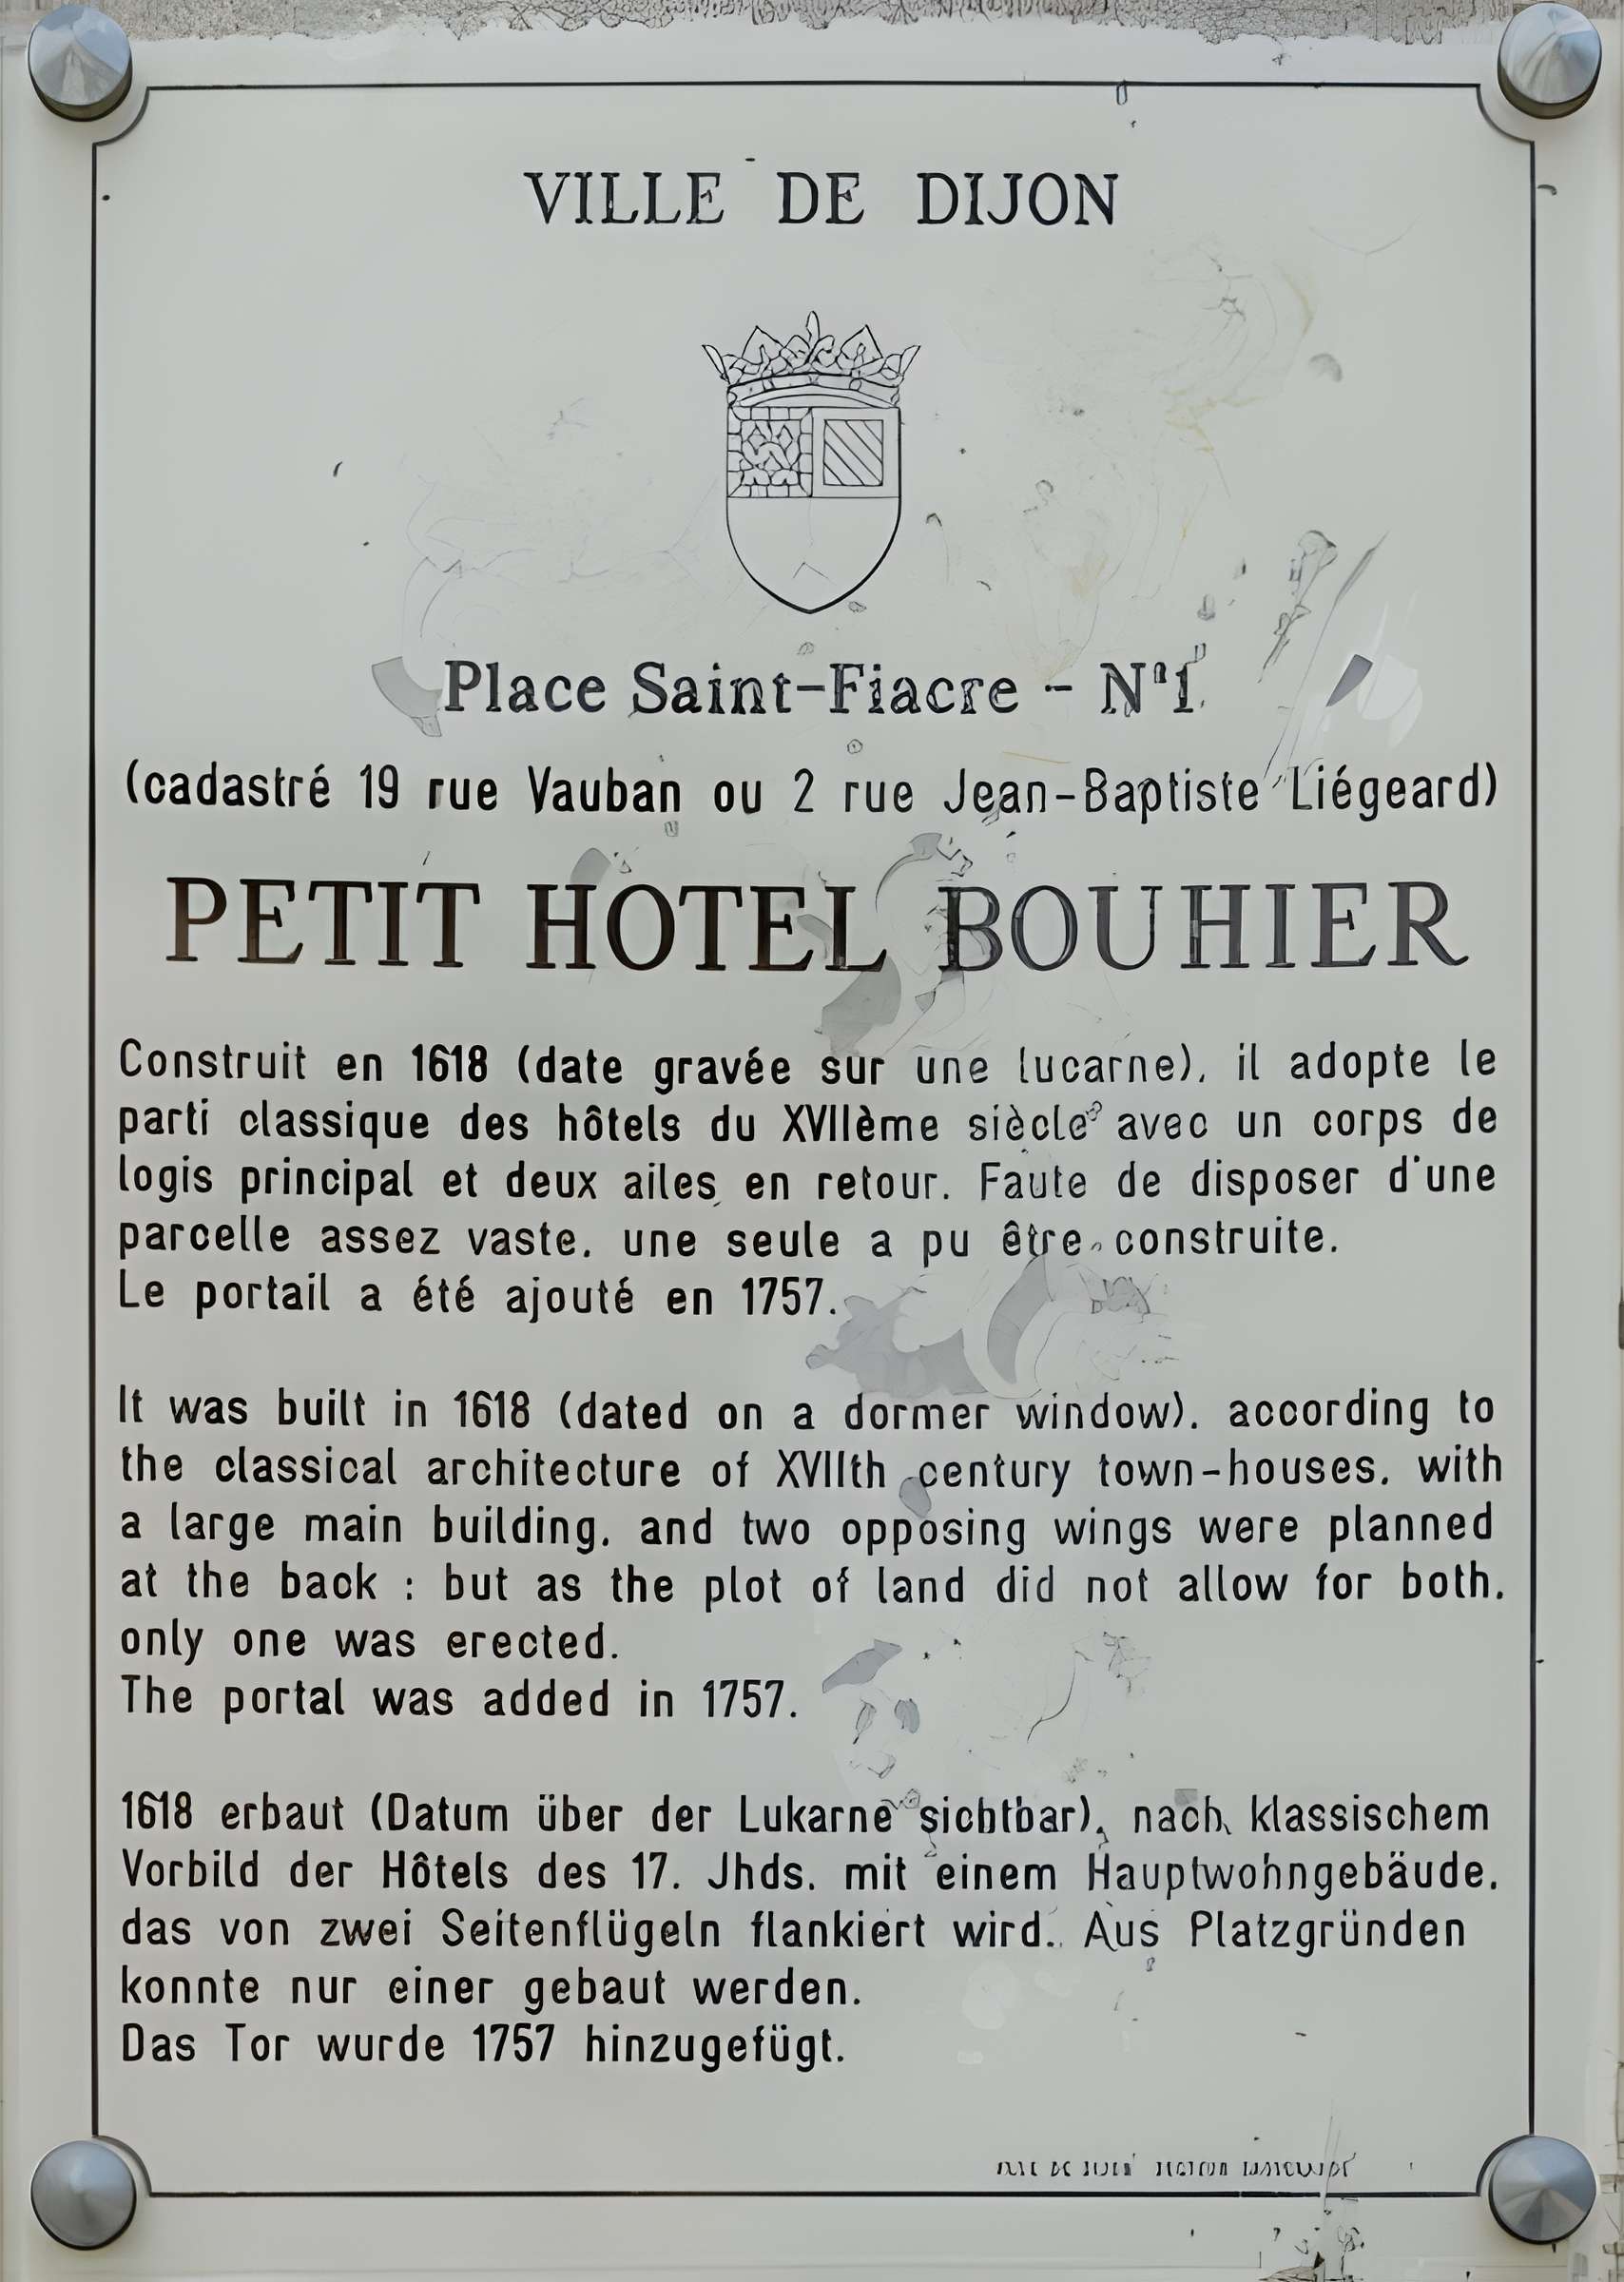 VILLE DE DIJON
Place Saint-Fiacre - N°1
(cadastré 19 rue Vauban ou 2 rue Jean-Baptiste Liégeard)
PETIT HOTEL BOUHIER
Construit en 1618 (date gravée sur une lucarne), il adopte le
parti classique des hôtels du XVIIème siècle avec un corps de
logis principal et deux ailes en retour. Faute de disposer d'une
parcelle assez vaste, une seule a pu être construite.
Le portail a été ajouté en 1757.
It was built in 1618 (dated on a dormer window), according to
the classical architecture of XVIIth century town-houses, with
a large main building, and two opposing wings were planned
at the back : but as the plot of land did not allow for both,
only one was erected.
The portal was added in 1757.
1618 erbaut (Datum über der Lukarne sichtbar), nach klassischem
Vorbild der Hôtels des 17. Jhds. mit einem Hauptwohngebäude,
das von zwei Seitenflügeln flankiert wird. Aus Platzgründen
konnte nur einer gebaut werden.
Das Tor wurde 1757 hinzugefügt.